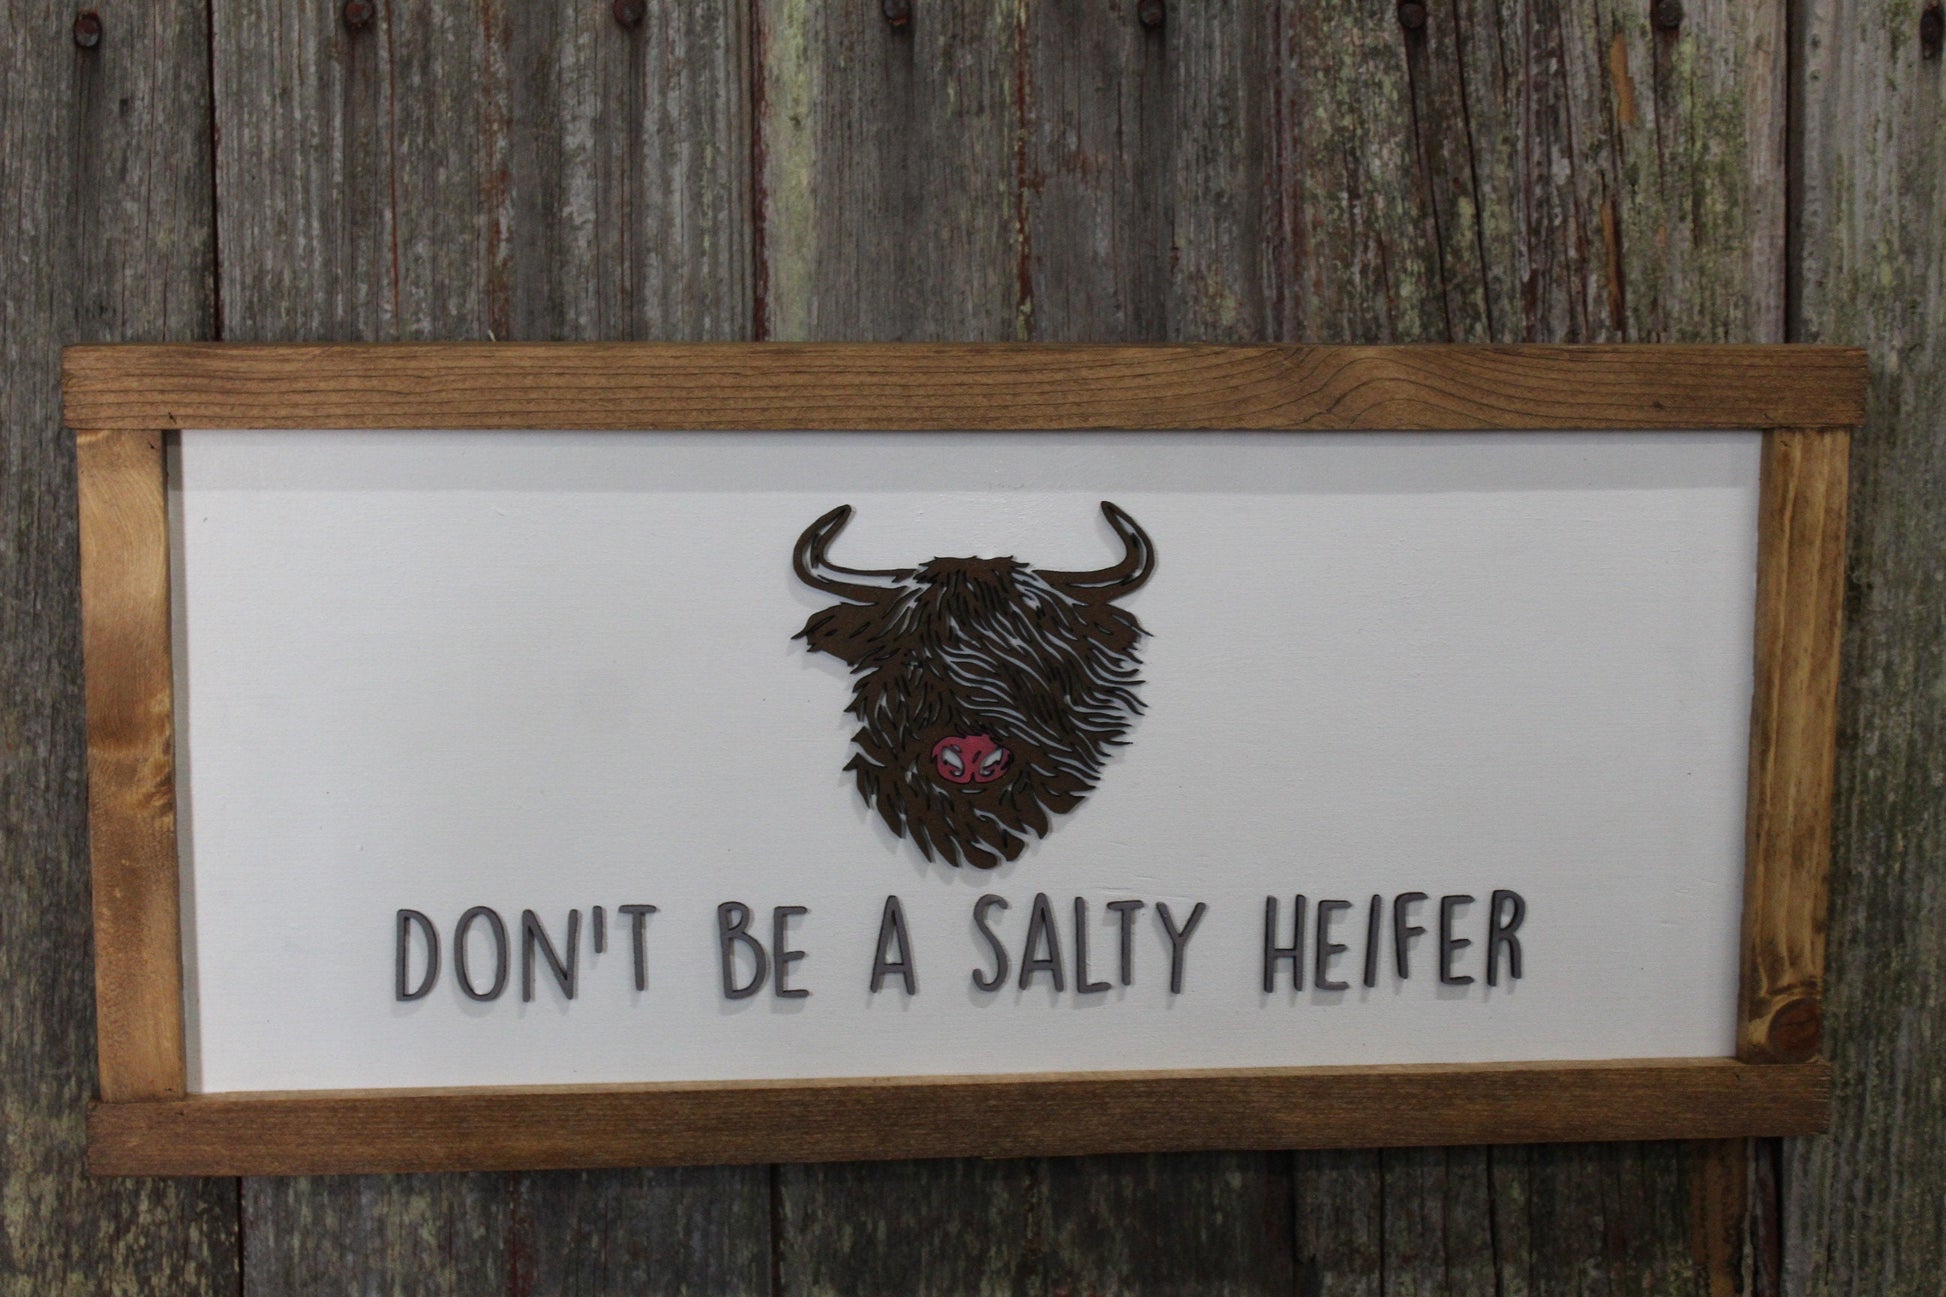 DON'T BE A SALTY HEIFER